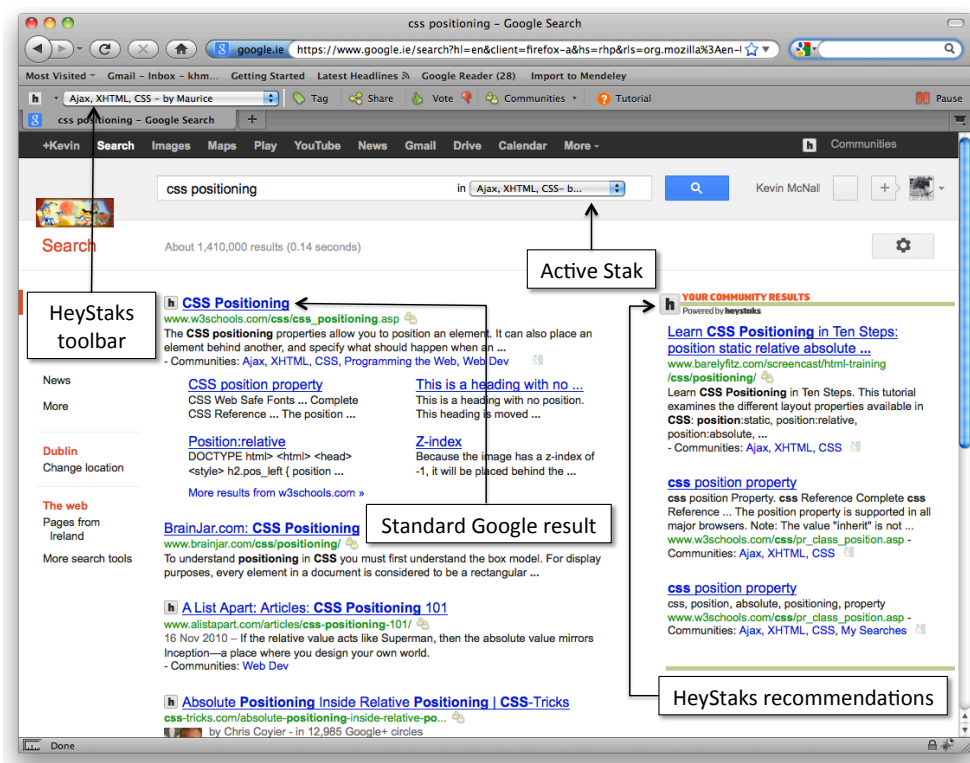 css positioning – Google Search
google.ie https://www.google.ie/search?hl=en&client=firefox-a&hs=rhp&rls=org.mozilla%3Aen-
Most Visited Gmail – Inbox – khm... Getting Started Latest Headlines Google Reader (28) Import to Mendeley
h Ajax, XHTML, CSS – by Maurice Tag Share Vote Communities Tutorial Pause
css positioning – Google Search +
+Kevin Search Images Maps Play YouTube News Gmail Drive Calendar More - h Communities
css positioning in Ajax, XHTML, CSS– b... Kevin McNall +
Search About 1,410,000 results (0.14 seconds)
Active Stak
HeyStaks
toolbar
News
More
Dublin
Change location
The web
Pages from
Ireland
More search tools
h CSS Positioning
www.w3schools.com/css/css_positioning.asp
The CSS positioning properties allow you to position an element. It can also place an
element behind another, and specify what should happen when an ...
- Communities: Ajax, XHTML, CSS, Programming the Web, Web Dev
CSS position property
CSS Web Safe Fonts ... Complete
CSS Reference ... The position ...
This is a heading with no ...
This is a heading with no position.
This heading is moved ...
Position:relative
DOCTYPE html> <html> <head>
<style> h2.pos_left { position ...
Z-index
Because the image has a z-index of
-1, it will be placed behind the ...
More results from w3schools.com »
Standard Google result
BrainJar.com: CSS Positioning
www.brainjar.com/css/positioning/
To understand positioning in CSS you must first understand the box model. For display
purposes, every element in a document is considered to be a rectangular ...
h A List Apart: Articles: CSS Positioning 101
www.alistapart.com/articles/css-positioning-101/
16 Nov 2010 – If the relative value acts like Superman, then the absolute value mirrors
Inception—a place where you design your own world.
- Communities: Web Dev
h Absolute Positioning Inside Relative Positioning | CSS-Tricks
css-tricks.com/absolute-positioning-inside-relative-po...
by Chris Coyier - in 12,985 Google+ circles
h YOUR COMMUNITY RESULTS
Powered by heystaks
Learn CSS Positioning in Ten Steps:
position static relative absolute ...
www.barelyfitz.com/screencast/html-training
/css/positioning/
Learn CSS Positioning in Ten Steps. This tutorial
examines the different layout properties available in
CSS: position:static, position:relative,
position:absolute, ...
- Communities: Ajax, XHTML, CSS
css position property
css position Property. css Reference Complete css
Reference ... The position property is supported in all
major browsers. Note: The value "inherit" is not ...
www.w3schools.com/css/pr_class_position.asp -
Communities: Ajax, XHTML, CSS
css position property
css, position, absolute, positioning, property
www.w3schools.com/css/pr_class_position.asp -
Communities: Ajax, XHTML, CSS, My Searches
HeyStaks recommendations
Done